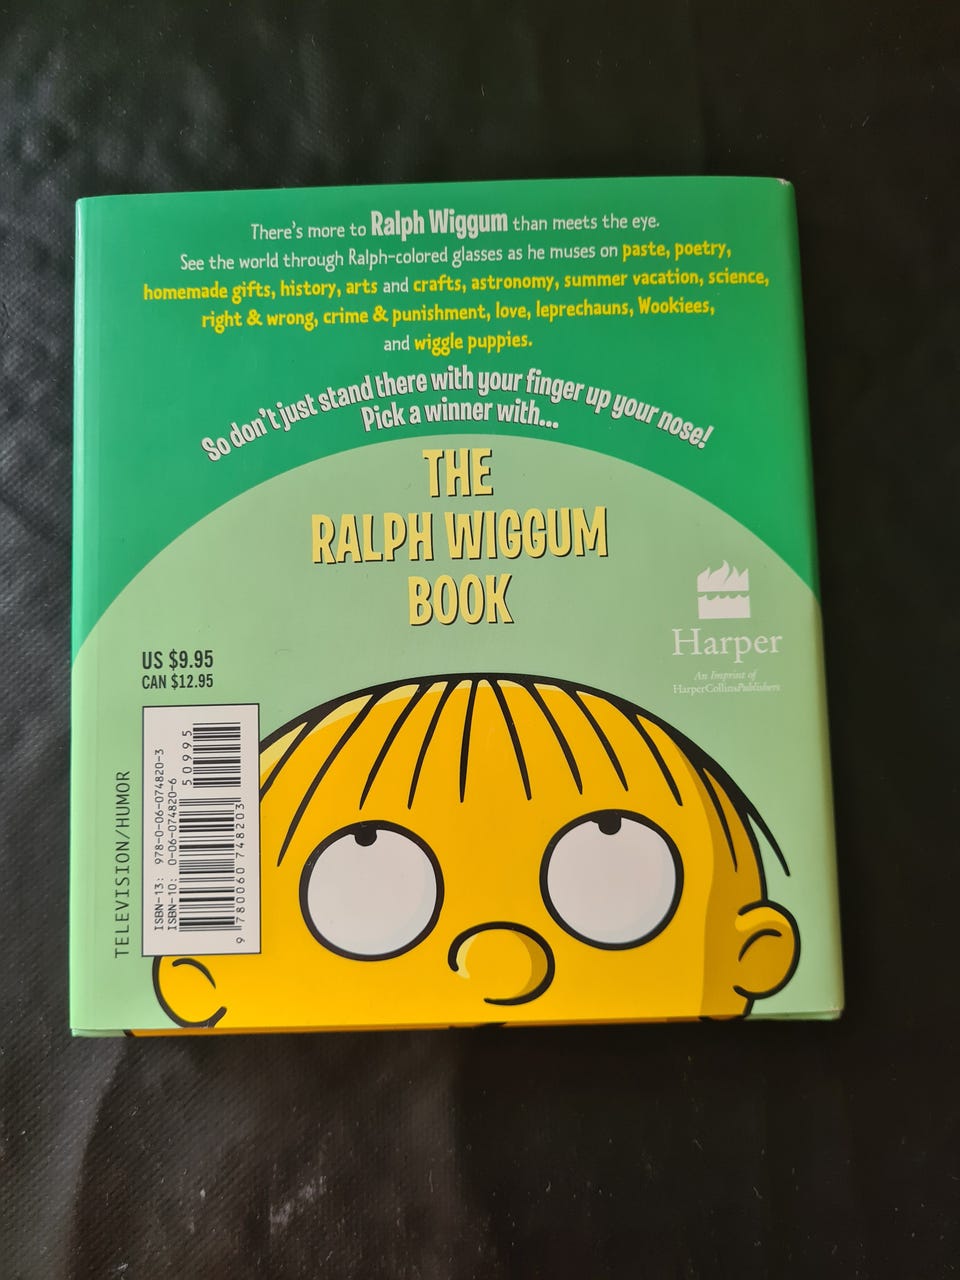 There's more to Ralph Wiggum than meets the eye.
See the world through Ralph-colored glasses as he muses on paste, poetry,
homemade gifts, history, arts and crafts, astronomy, summer vacation, science,
right & wrong, crime & punishment, love, leprechauns, Wookiees,
and wiggle puppies.
So don't just stand there with your finger up your nose!
Pick a winner with...
THE
RALPH WIGGUM
BOOK
Harper
An Imprint of
HarperCollinsPublishers
US $9.95
CAN $12.95
TELEVISION/HUMOR
ISBN-13: 978-0-06-074820-3
ISBN-10: 0-06-074820-6
50995
9 780060 748203